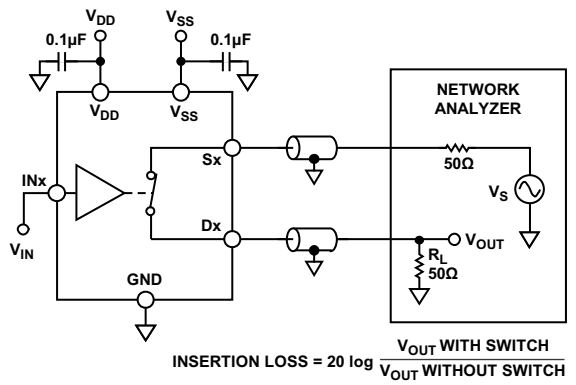 VDD
VSS
0.1µF
0.1µF
VDD
VSS
NETWORK
ANALYZER
Sx
50Ω
VS
INx
VIN
Dx
VOUT
RL
50Ω
GND
INSERTION LOSS = 20 log VOUT WITH SWITCH
VOUT WITHOUT SWITCH